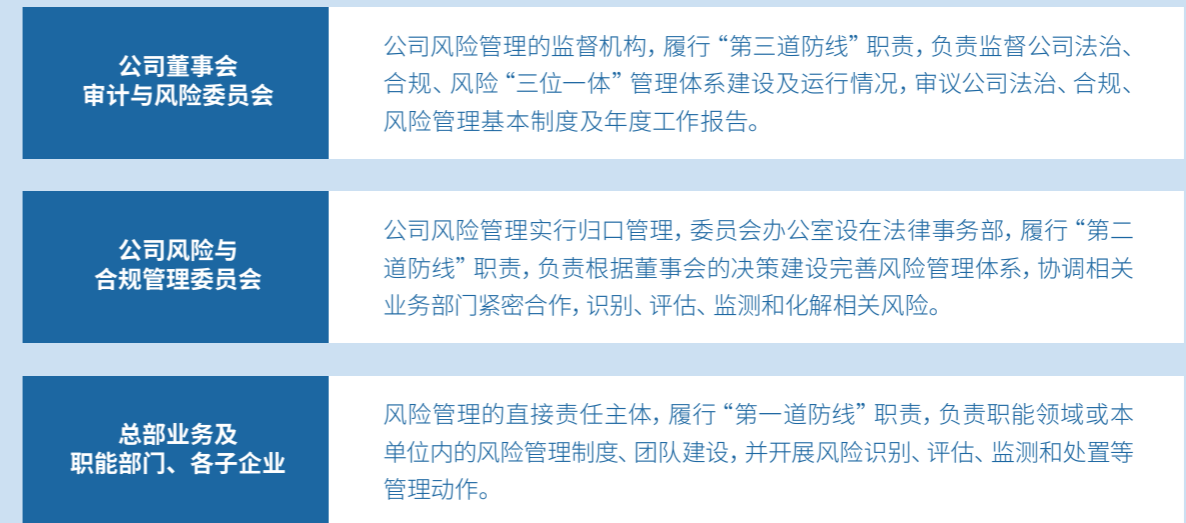 公司董事会
审计与风险委员会
公司风险管理的监督机构，履行“第三道防线”职责，负责监督公司法治、
合规、风险“三位一体”管理体系建设及运行情况，审议公司法治、合规、
风险管理基本制度及年度工作报告。
公司风险与
合规管理委员会
公司风险管理实行归口管理，委员会办公室设在法律事务部，履行“第二
道防线”职责，负责根据董事会的决策建设完善风险管理体系，协调相关
业务部门紧密合作，识别、评估、监测和化解相关风险。
总部业务及
职能部门、各子企业
风险管理的直接责任主体，履行“第一道防线”职责，负责职能领域或本
单位内的风险管理制度、团队建设，并开展风险识别、评估、监测和处置等
管理动作。